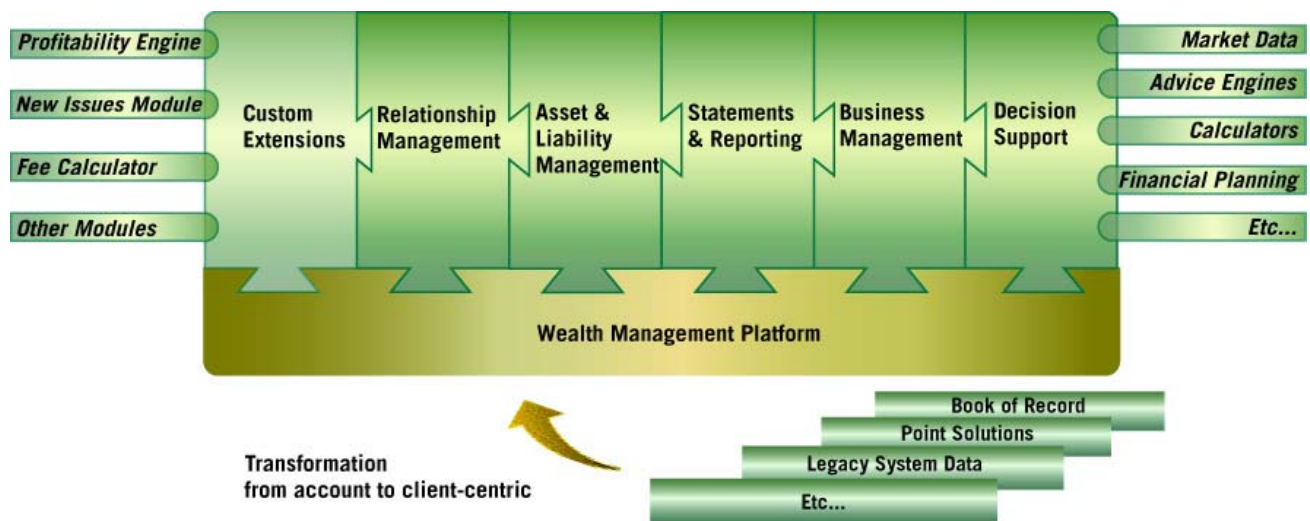 Profitability Engine
New Issues Module
Fee Calculator
Other Modules
Custom
Extensions
Relationship
Management
Asset &
Liability
Management
Statements
& Reporting
Business
Management
Decision
Support
Market Data
Advice Engines
Calculators
Financial Planning
Etc...
Wealth Management Platform
Transformation
from account to client-centric
Book of Record
Point Solutions
Legacy System Data
Etc...